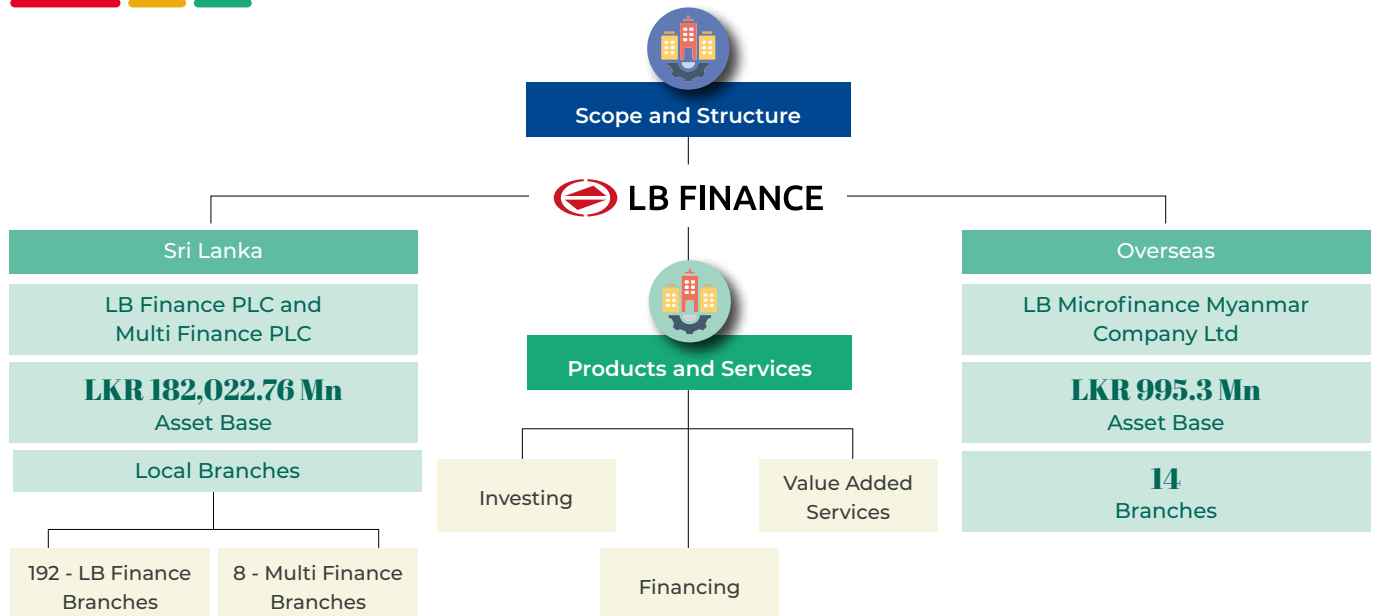 Scope and Structure
LB FINANCE
Sri Lanka
LB Finance PLC and
Multi Finance PLC
LKR 182,022.76 Mn
Asset Base
Local Branches
192 - LB Finance
Branches
8 - Multi Finance
Branches
Products and Services
Investing
Financing
Value Added
Services
Overseas
LB Microfinance Myanmar
Company Ltd
LKR 995.3 Mn
Asset Base
14
Branches